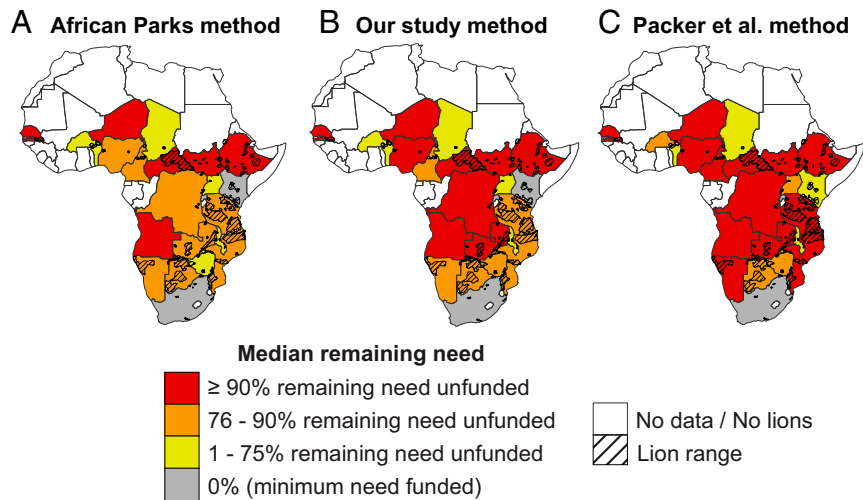 A African Parks method
B Our study method
C Packer et al. method
Median remaining need
≥ 90% remaining need unfunded
76 - 90% remaining need unfunded
1 - 75% remaining need unfunded
0% (minimum need funded)
No data / No lions
Lion range